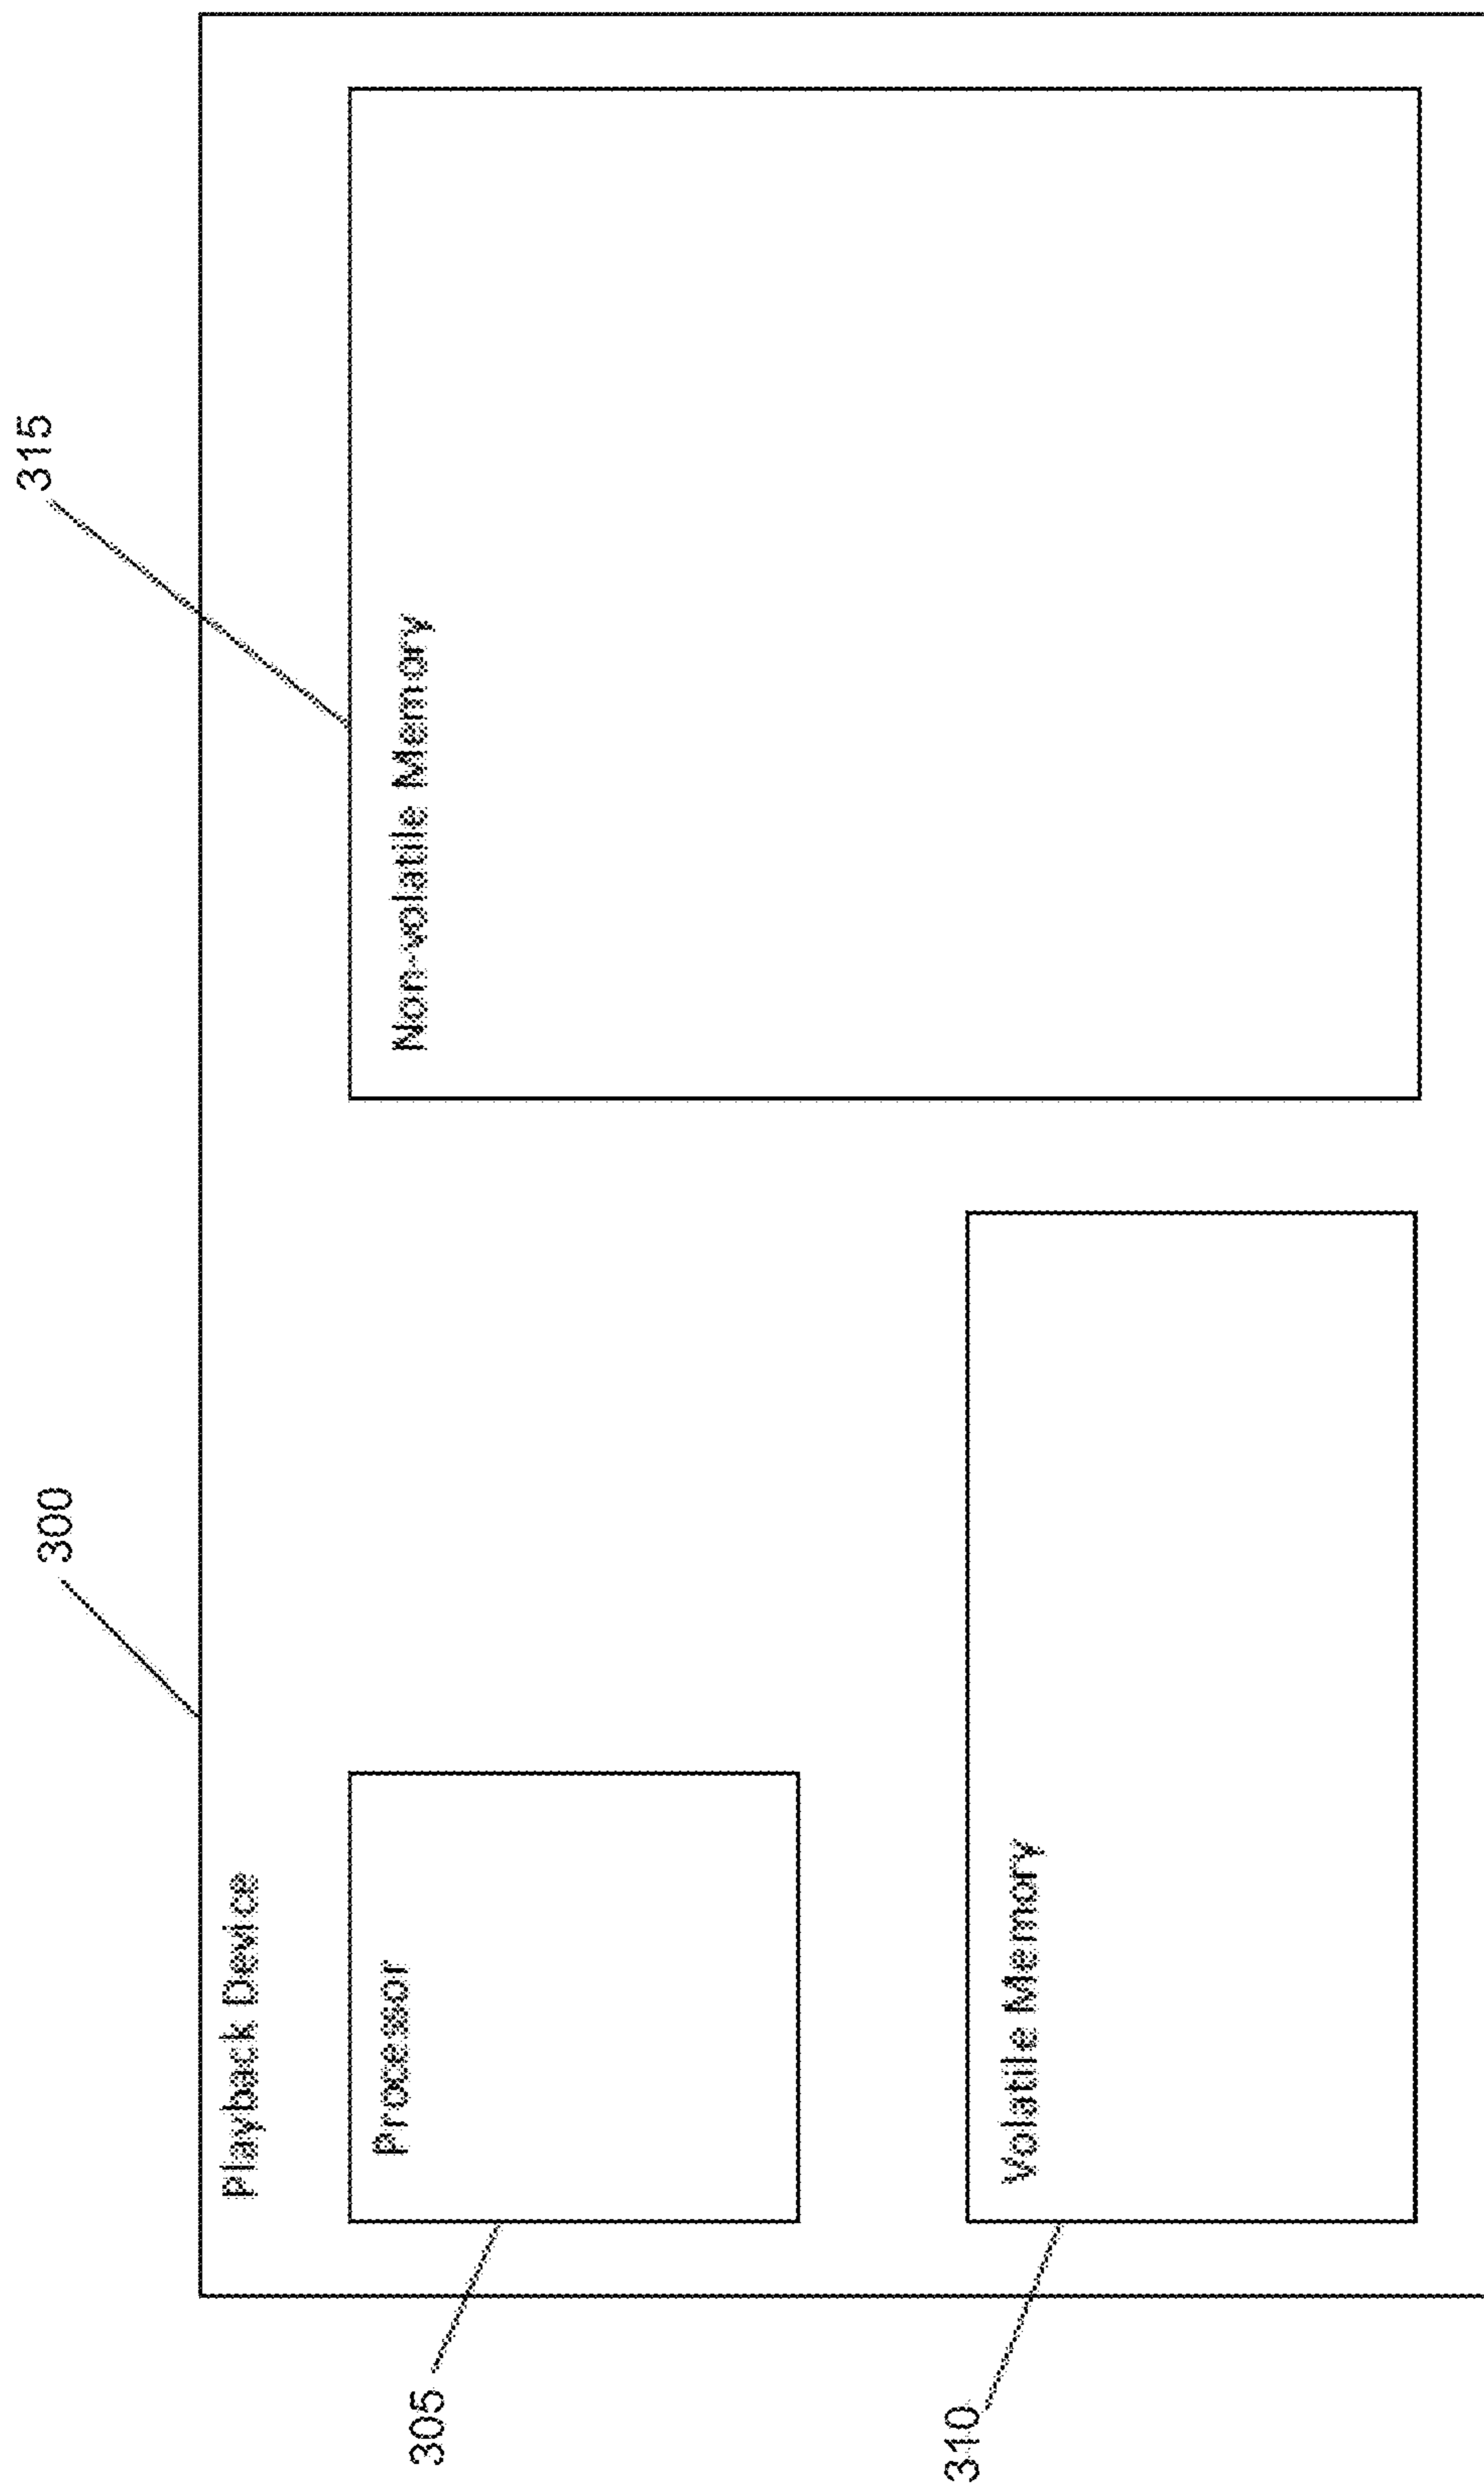 300
315
Playback Device
305
Processor
Non-volatile Memory
310
Volatile Memory